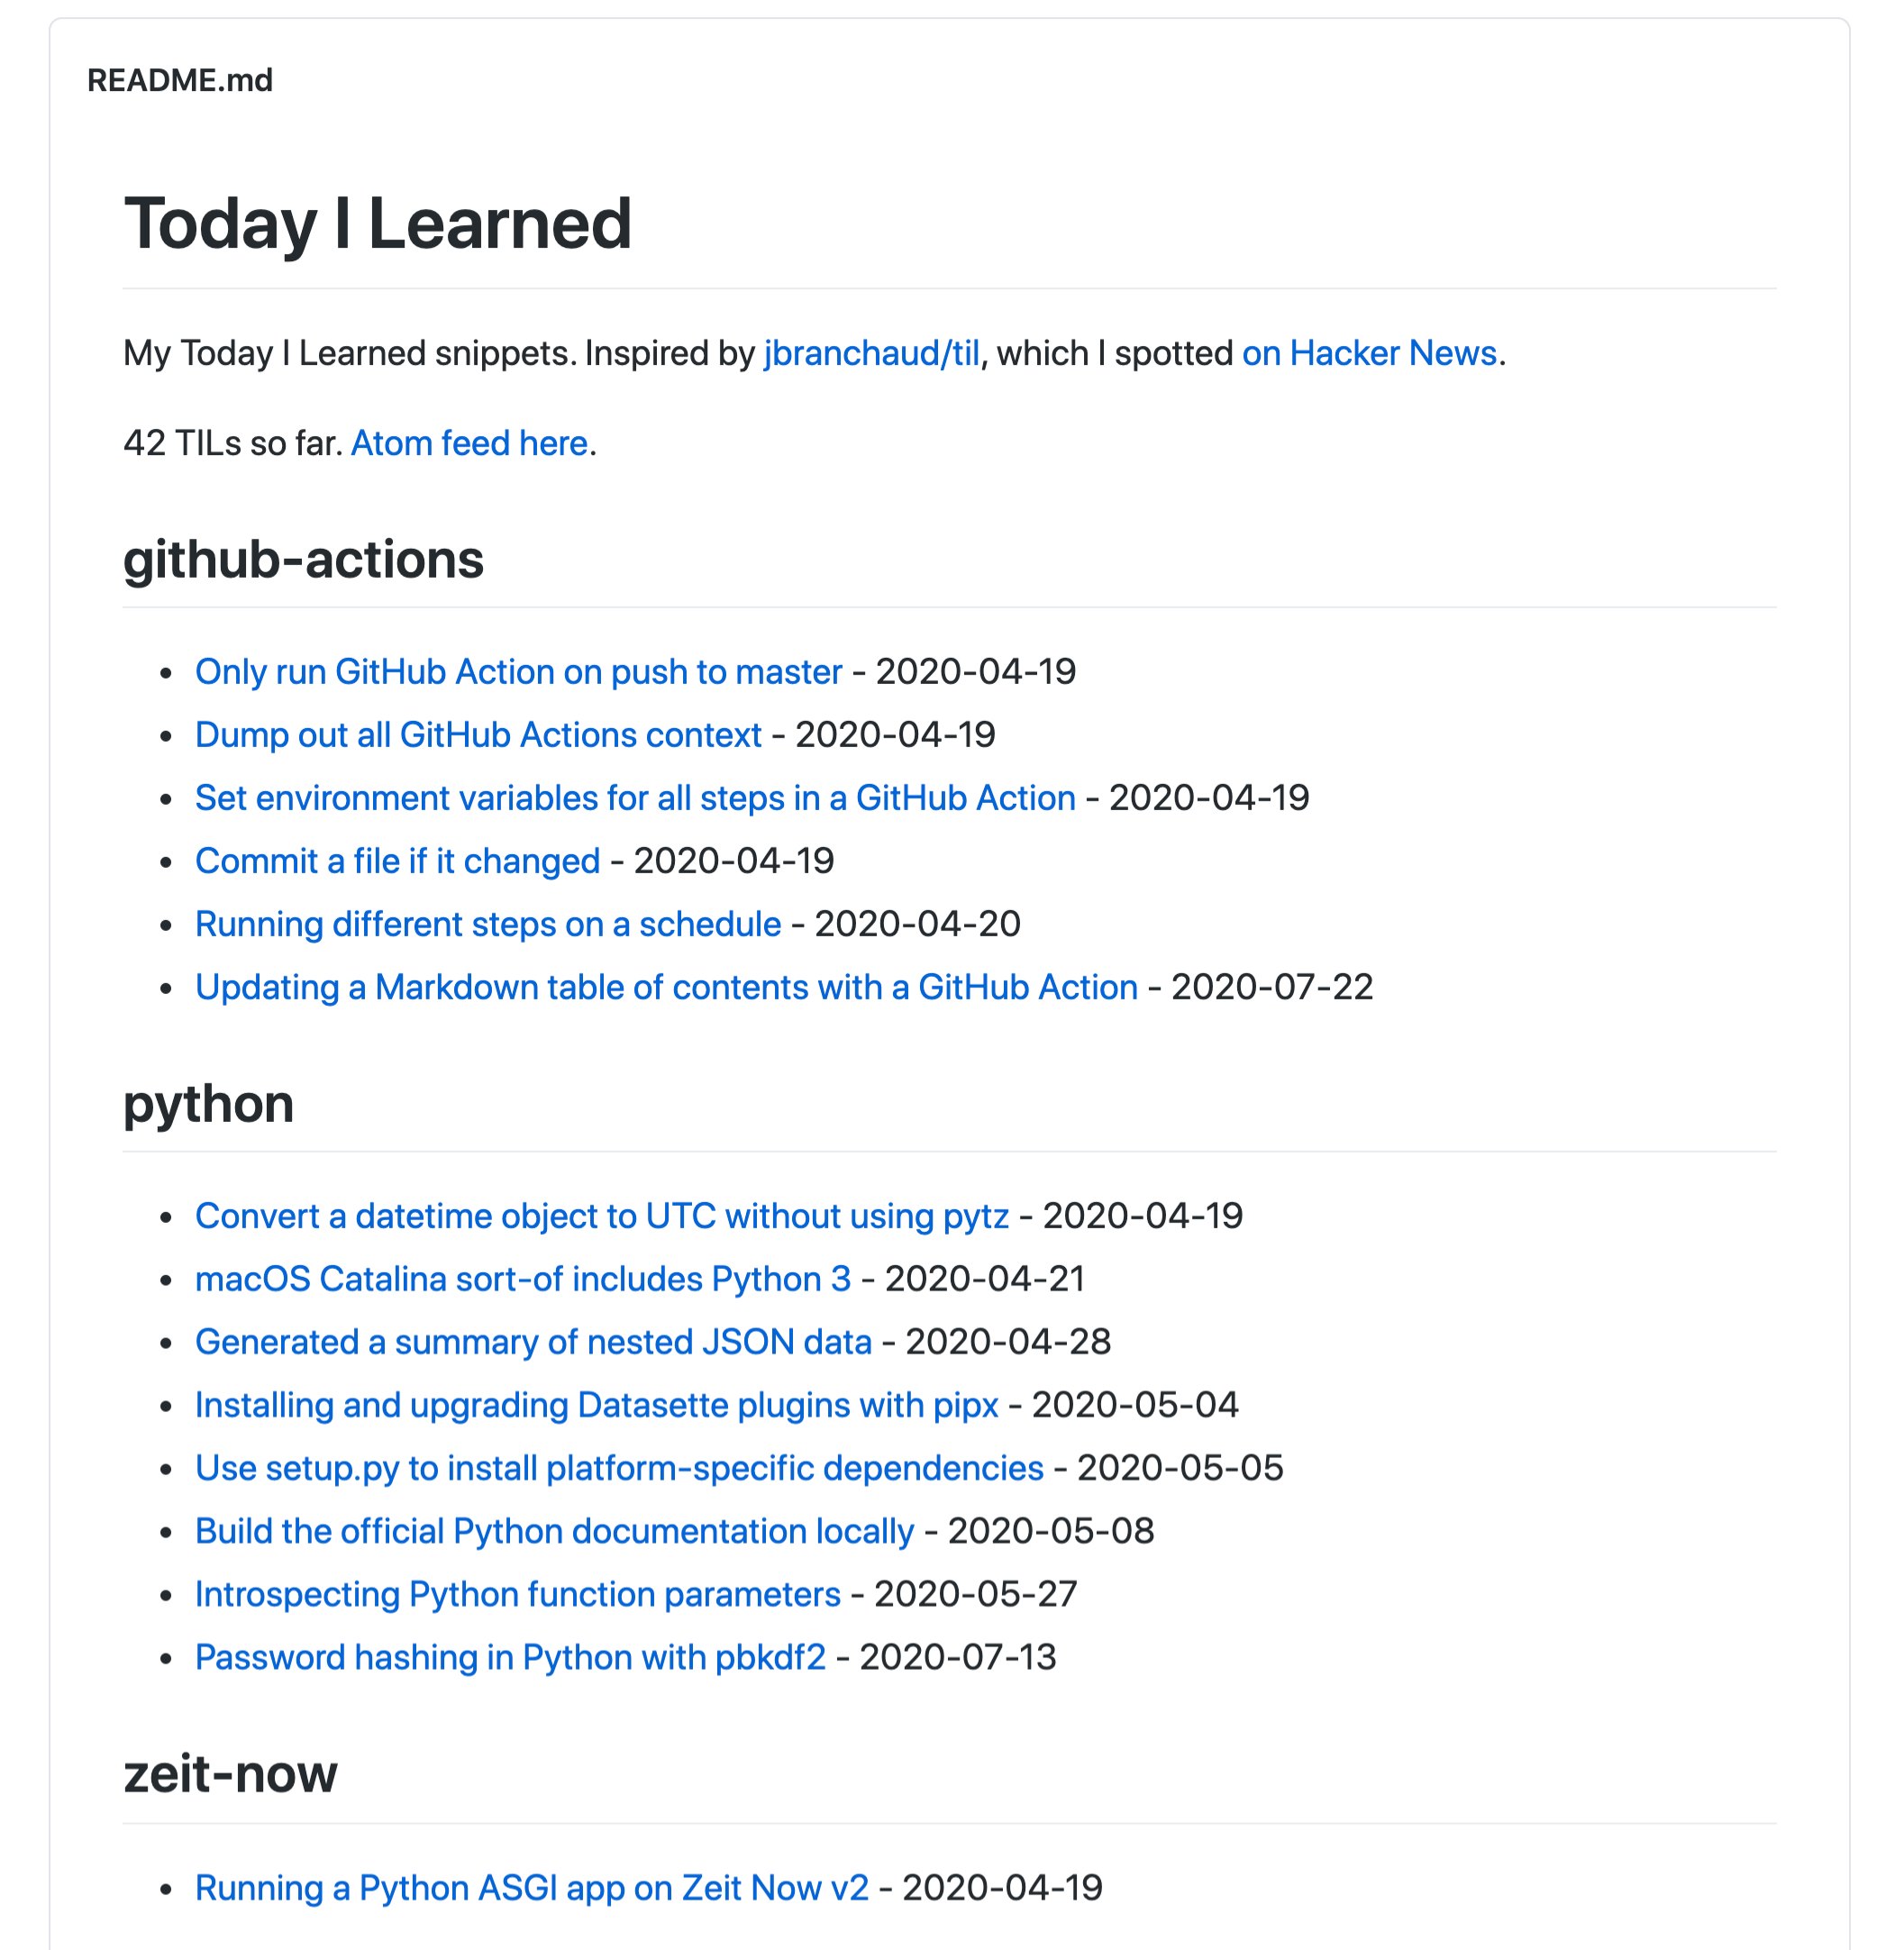 README.md
Today I Learned
My Today I Learned snippets. Inspired by jbranchaud/til, which I spotted on Hacker News.
42 TILs so far. Atom feed here.
github-actions
• Only run GitHub Action on push to master - 2020-04-19
• Dump out all GitHub Actions context - 2020-04-19
• Set environment variables for all steps in a GitHub Action - 2020-04-19
• Commit a file if it changed - 2020-04-19
• Running different steps on a schedule - 2020-04-20
• Updating a Markdown table of contents with a GitHub Action - 2020-07-22
python
• Convert a datetime object to UTC without using pytz - 2020-04-19
• macOS Catalina sort-of includes Python 3 - 2020-04-21
• Generated a summary of nested JSON data - 2020-04-28
• Installing and upgrading Datasette plugins with pipx - 2020-05-04
• Use setup.py to install platform-specific dependencies - 2020-05-05
• Build the official Python documentation locally - 2020-05-08
• Introspecting Python function parameters - 2020-05-27
• Password hashing in Python with pbkdf2 - 2020-07-13
zeit-now
• Running a Python ASGI app on Zeit Now v2 - 2020-04-19